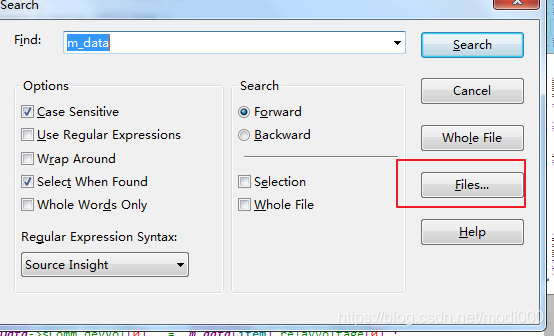 Search
Find:
m_data
Search
Options
Search
Cancel
Case Sensitive
Forward
Use Regular Expressions
Backward
Whole File
Wrap Around
Select When Found
Selection
Files...
Whole Words Only
Whole File
Regular Expression Syntax:
Help
Source Insight
https://blog.csdn.net/modi000